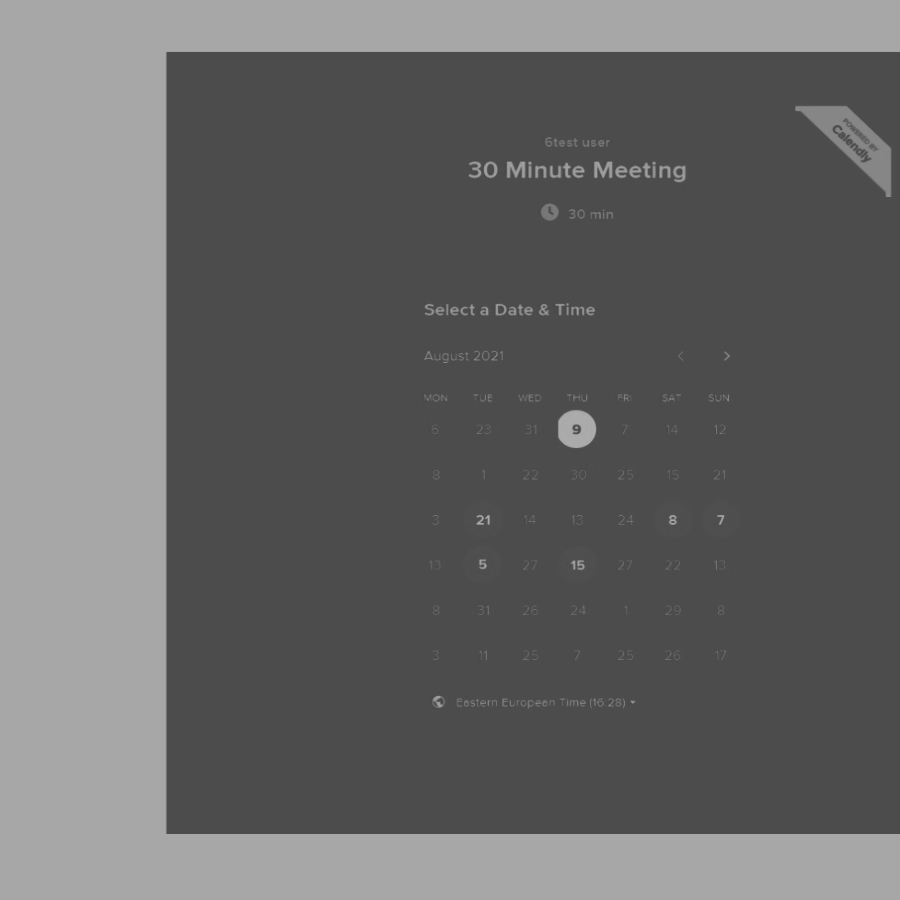 POWERED BY
Calendly
6test user
30 Minute Meeting
30 min
Select a Date & Time
August 2021
MON TUE WED THU FRI SAT SUN
6 23 31 9 7 14 12
8 1 22 30 25 15 21
3 21 14 13 24 8 7
13 5 27 15 27 22 13
8 31 26 24 1 29 8
3 11 25 7 25 26 17
Eastern European Time (16:28)